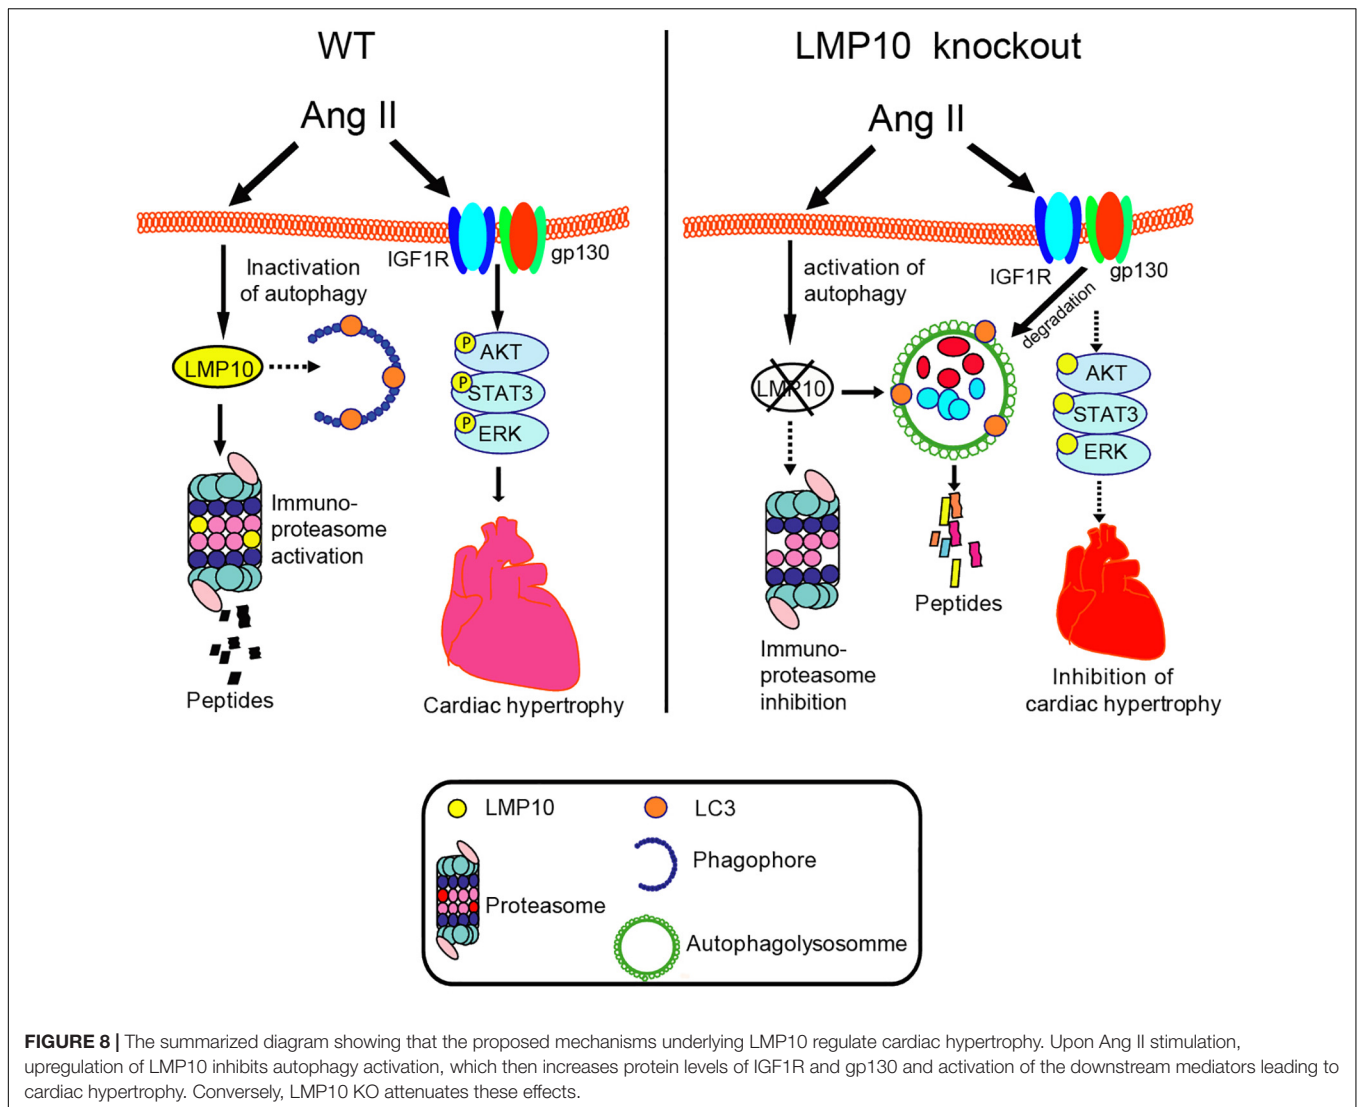 WT
Ang II
IGF1R
gp130
Inactivation
of autophagy
LMP10
P
AKT
P
STAT3
P
ERK
Immuno-
proteasome
activation
Peptides
Cardiac hypertrophy
LMP10 knockout
Ang II
IGF1R
gp130
activation of
autophagy
degradation
LMP10
AKT
STAT3
ERK
Immuno-
proteasome
inhibition
Peptides
Inhibition of
cardiac hypertrophy
LMP10
LC3
Phagophore
Proteasome
Autophagolysosomme
FIGURE 8 | The summarized diagram showing that the proposed mechanisms underlying LMP10 regulate cardiac hypertrophy. Upon Ang II stimulation,
upregulation of LMP10 inhibits autophagy activation, which then increases protein levels of IGF1R and gp130 and activation of the downstream mediators leading to
cardiac hypertrophy. Conversely, LMP10 KO attenuates these effects.